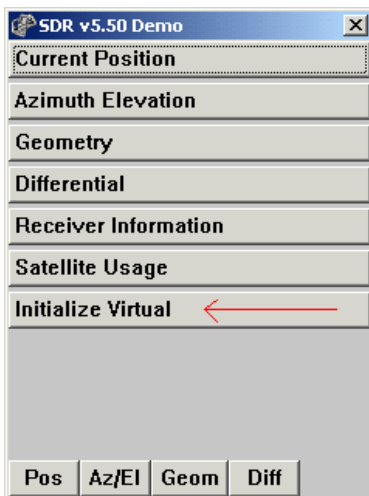 SDR v5.50 Demo
Current Position
Azimuth Elevation
Geometry
Differential
Receiver Information
Satellite Usage
Initialize Virtual
Pos Az/El Geom Diff